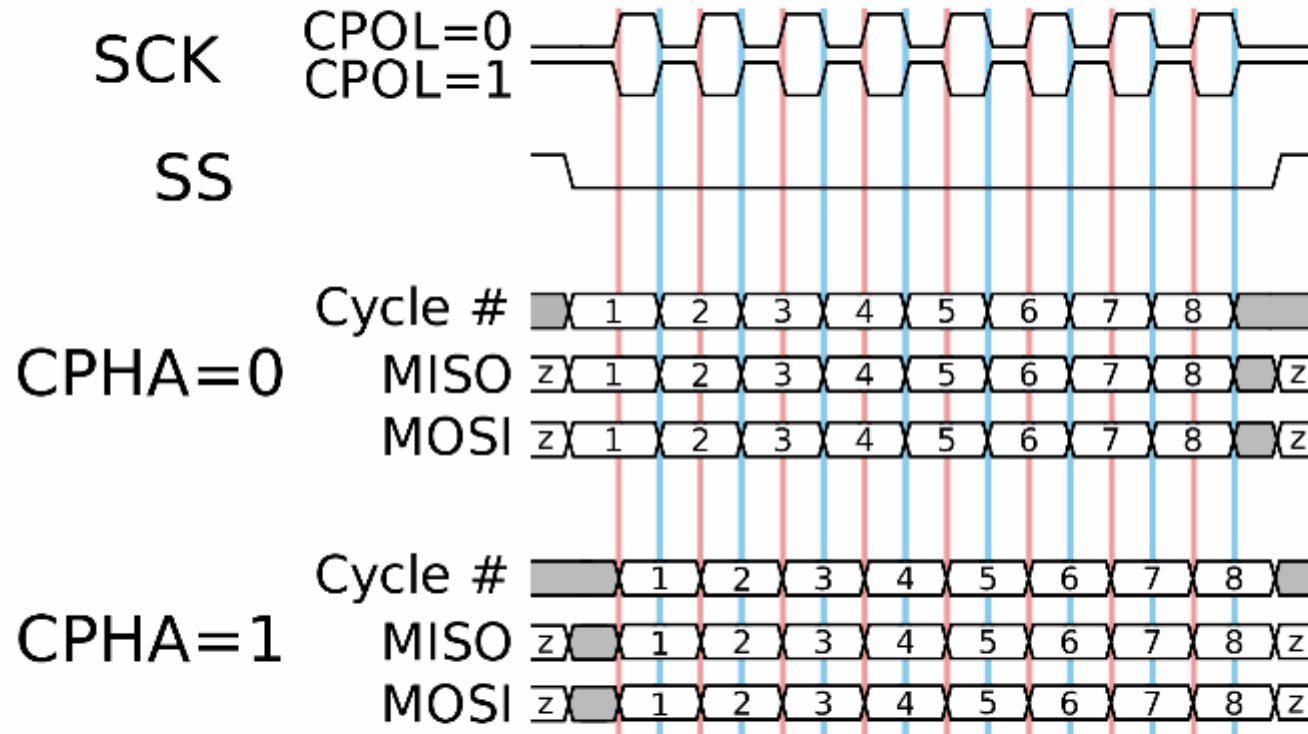 SCK CPOL=0
CPOL=1
SS
Cycle # 1 2 3 4 5 6 7 8
CPHA=0 MISO z 1 2 3 4 5 6 7 8 z
MOSI z 1 2 3 4 5 6 7 8 z
Cycle # 1 2 3 4 5 6 7 8
CPHA=1 MISO z 1 2 3 4 5 6 7 8 z
MOSI z 1 2 3 4 5 6 7 8 z